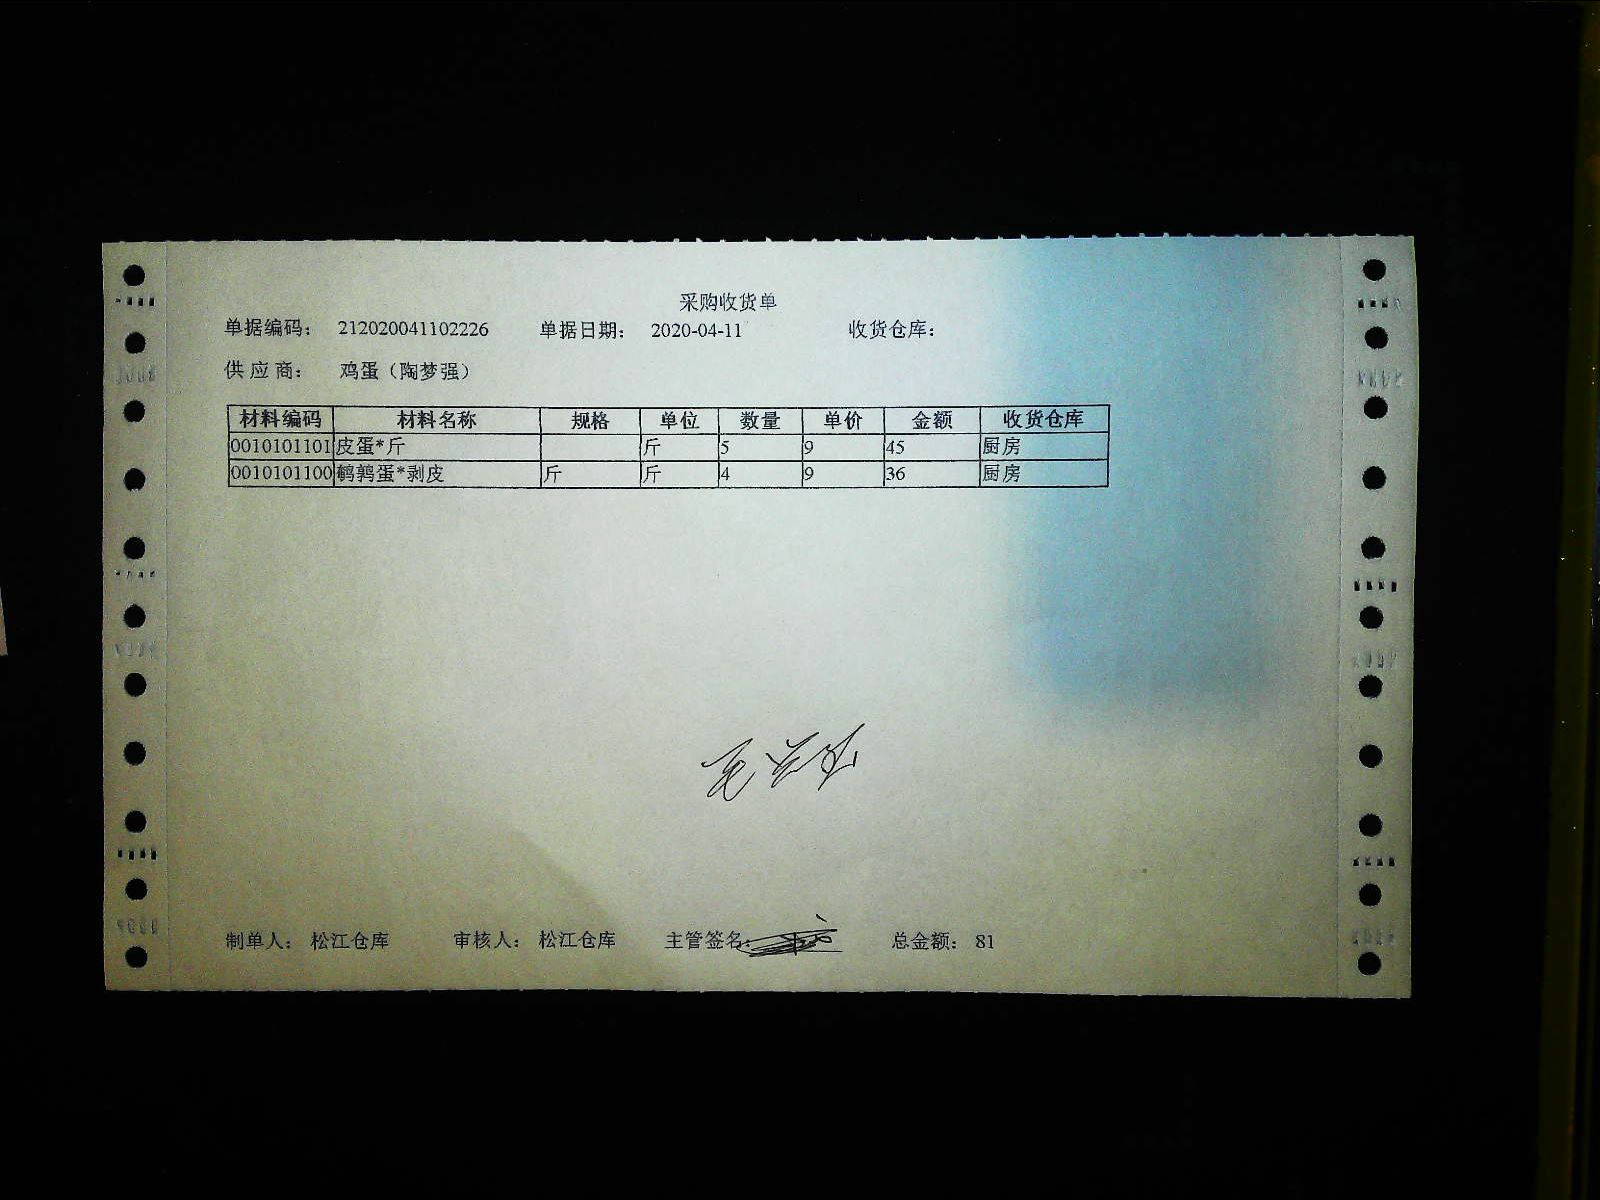 采购收货单
单据编码： 212020041102226 单据日期： 2020-04-11 收货仓库：
供 应 商： 鸡蛋（陶梦强）
材料编码 材料名称 规格 单位 数量 单价 金额 收货仓库
0010101101 皮蛋*斤 斤 5 9 45 厨房
0010101100 鹌鹑蛋*剥皮 斤 斤 4 9 36 厨房
制单人： 松江仓库 审核人： 松江仓库 主管签名： 总金额： 81